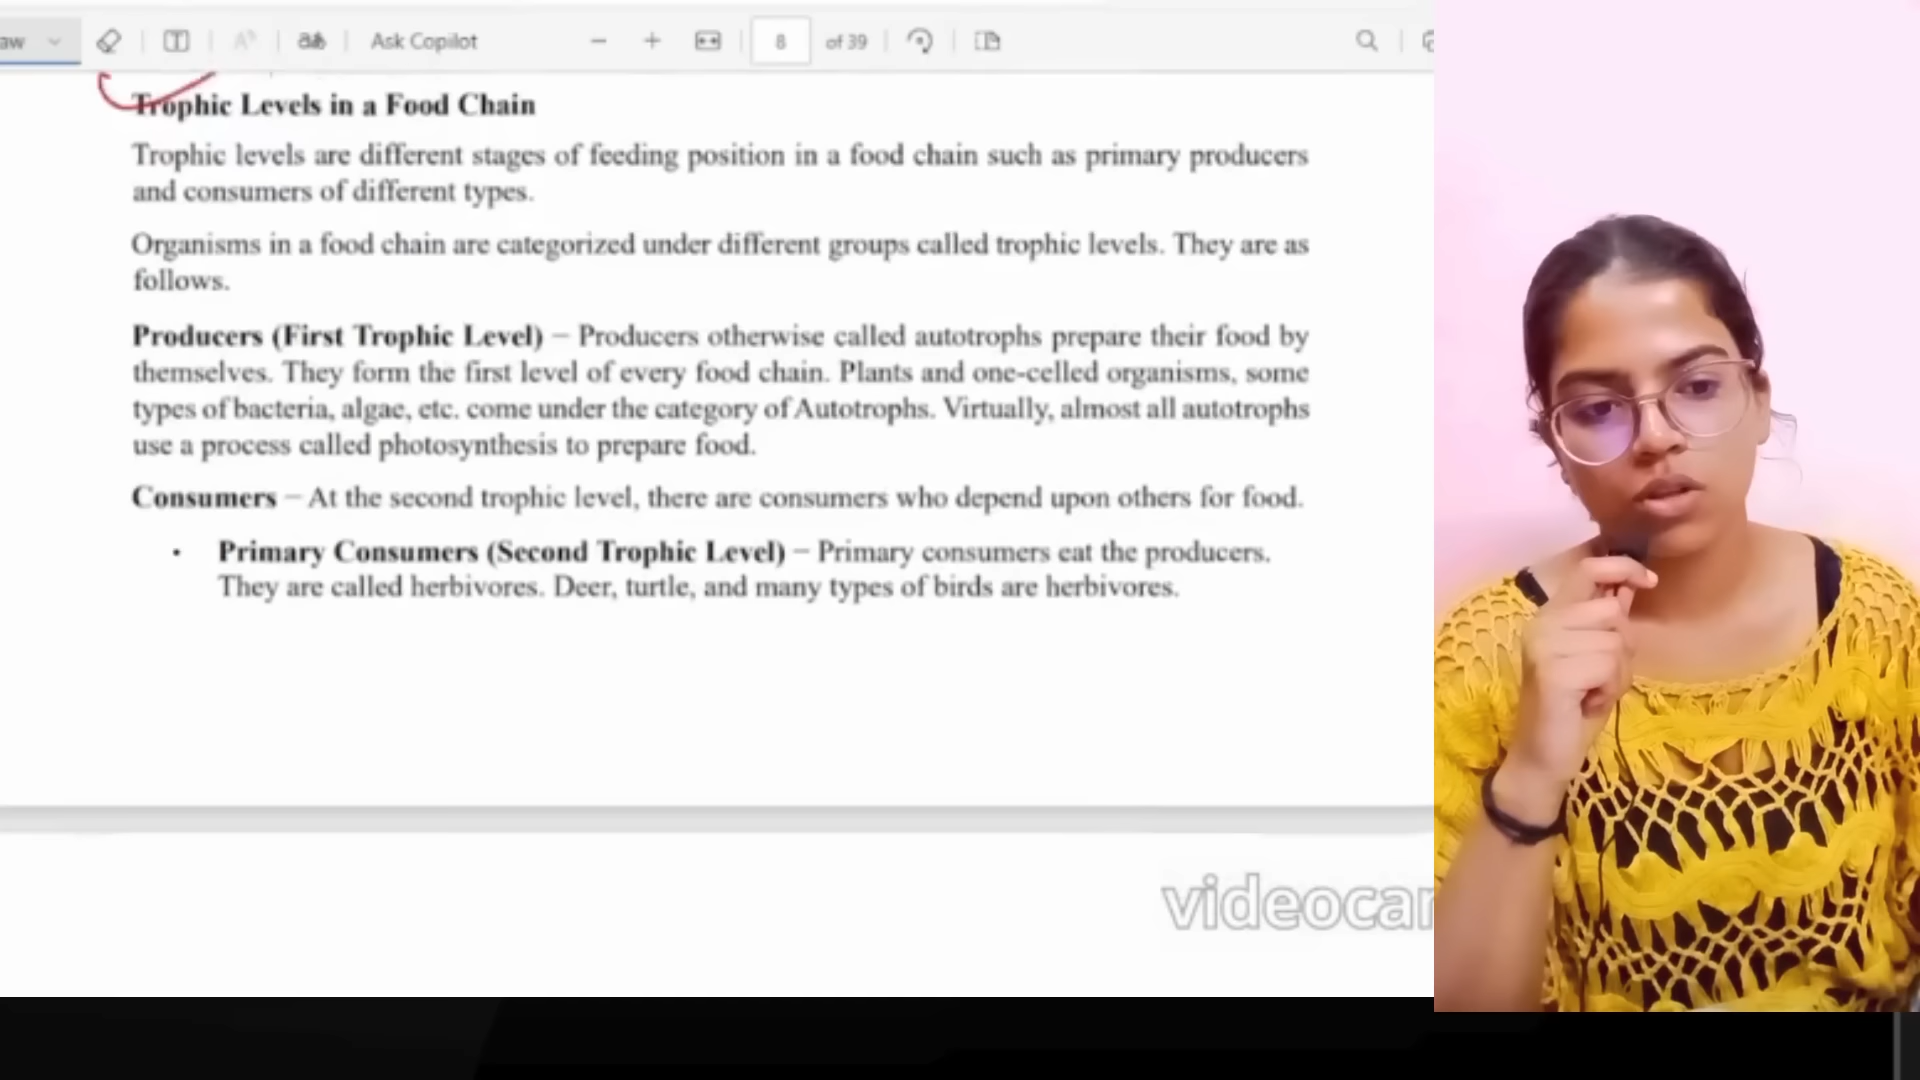 aw
Ask Copilot
8
of 39
Trophic Levels in a Food Chain
Trophic levels are different stages of feeding position in a food chain such as primary producers
and consumers of different types.
Organisms in a food chain are categorized under different groups called trophic levels. They are as
follows.
Producers (First Trophic Level) − Producers otherwise called autotrophs prepare their food by
themselves. They form the first level of every food chain. Plants and one-celled organisms, some
types of bacteria, algae, etc. come under the category of Autotrophs. Virtually, almost all autotrophs
use a process called photosynthesis to prepare food.
Consumers − At the second trophic level, there are consumers who depend upon others for food.
• Primary Consumers (Second Trophic Level) − Primary consumers eat the producers.
They are called herbivores. Deer, turtle, and many types of birds are herbivores.
videocar